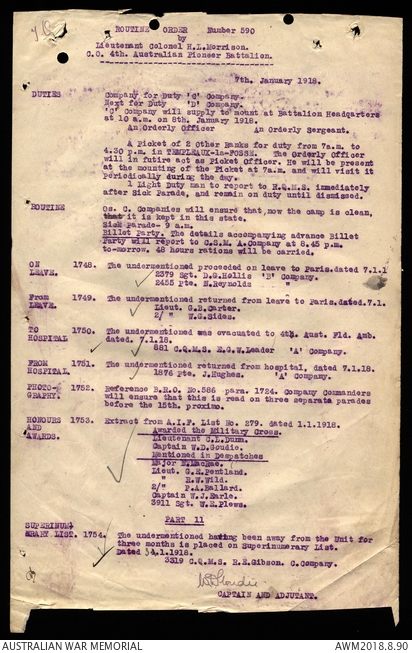 ROUTINE ORDER Number 590
by
Lieutenant Colonel H.L.Morrison.
C.O. 4th. Australian Pioneer Battalion.
7th. January 1918.
DUTIES Company for Duty 'C' Company.
Next for Duty 'D' Company.
'C' Company will supply to mount at Battalion Headquarters
at 10 a.m. on 8th. January 1918.
An Orderly Officer An Orderly Sergeant.
A Picket of 2 Other Ranks for duty from 7a.m. to
4.30 p.m. in TEMPLEAUX-la-FOSSE. The Orderly Officer
will in futire act as Picket Officer. He will be present
at the mounting of the Picket at 7a.m. and will visit it
periodically during the day.
1 Light Duty man to report to R.Q.M.S. immediately
after Sick Parade, and remain on duty until dismissed.
ROUTINE Os. C. Companies will ensure that,now the camp is clean,
that it is kept in this state.
Sick Parade- 9 a.m.
Billet Party. The details accompanying advance Billet
Party will report to C.S.M. A.Company at 8.45 p.m.
to-morrow. 48 hours rations will be carried.
ON 1748. The undermentioned proceeded on leave to Paris.dated 7.1.1
LEAVE. 2379 Sgt. D.G.Hollis 'B' Company.
2455 Pte. N.Reynolds "
From 1749. The undermentioned returned from leave to Paris.dated.7.1.
LEAVE. Lieut. G.B.Carter.
2/ " W.G.Sides.
TO 1750. The undermentioned was evacuated to 4th. Aust. Fld. Amb.
HOSPITAL dated. 7.1.18.
881 C.Q.M.S. E.G.W.Leader 'A' Company.
FROM 1751. The undermentioned returned from hospital, dated 7.1.18.
HOSPITAL. 1876 Pte. J.Hughes. 'A' Company.
PHOTO- 1752. Reference B.R.O. No.586 para. 1724. Company Commanders
GRAPHY. will ensure that this is read on three separata parades
before the 15th. proximo.
HONOURS 1753. Extract from A.I.F. List No. 279. dated 1.1.1918.
AND Awarded the Military Cross.
AWARDS. Lieutenant C.L.Dunn.
Captain W.D.Goudie.
Mentioned in Despatches
Major N.MacRae.
Lieut. G.E.Pentland.
" R.W.Wild.
2/ " P.A.Ballard.
Captain W.J.Earle.
3911 Sgt. W.E.Plews.
PART 11
SUPERINUM-
ERARY LIST. 1754. The undermentioned having been away from the Unit for
three months is placed on Superinumerary List.
Dated .1.1918.
3319 C.Q.M.S. R.E.Gibson. C.Company.
WDGoudie
CAPTAIN AND ADJUTANT.
AUSTRALIAN WAR MEMORIAL AWM2018.8.90